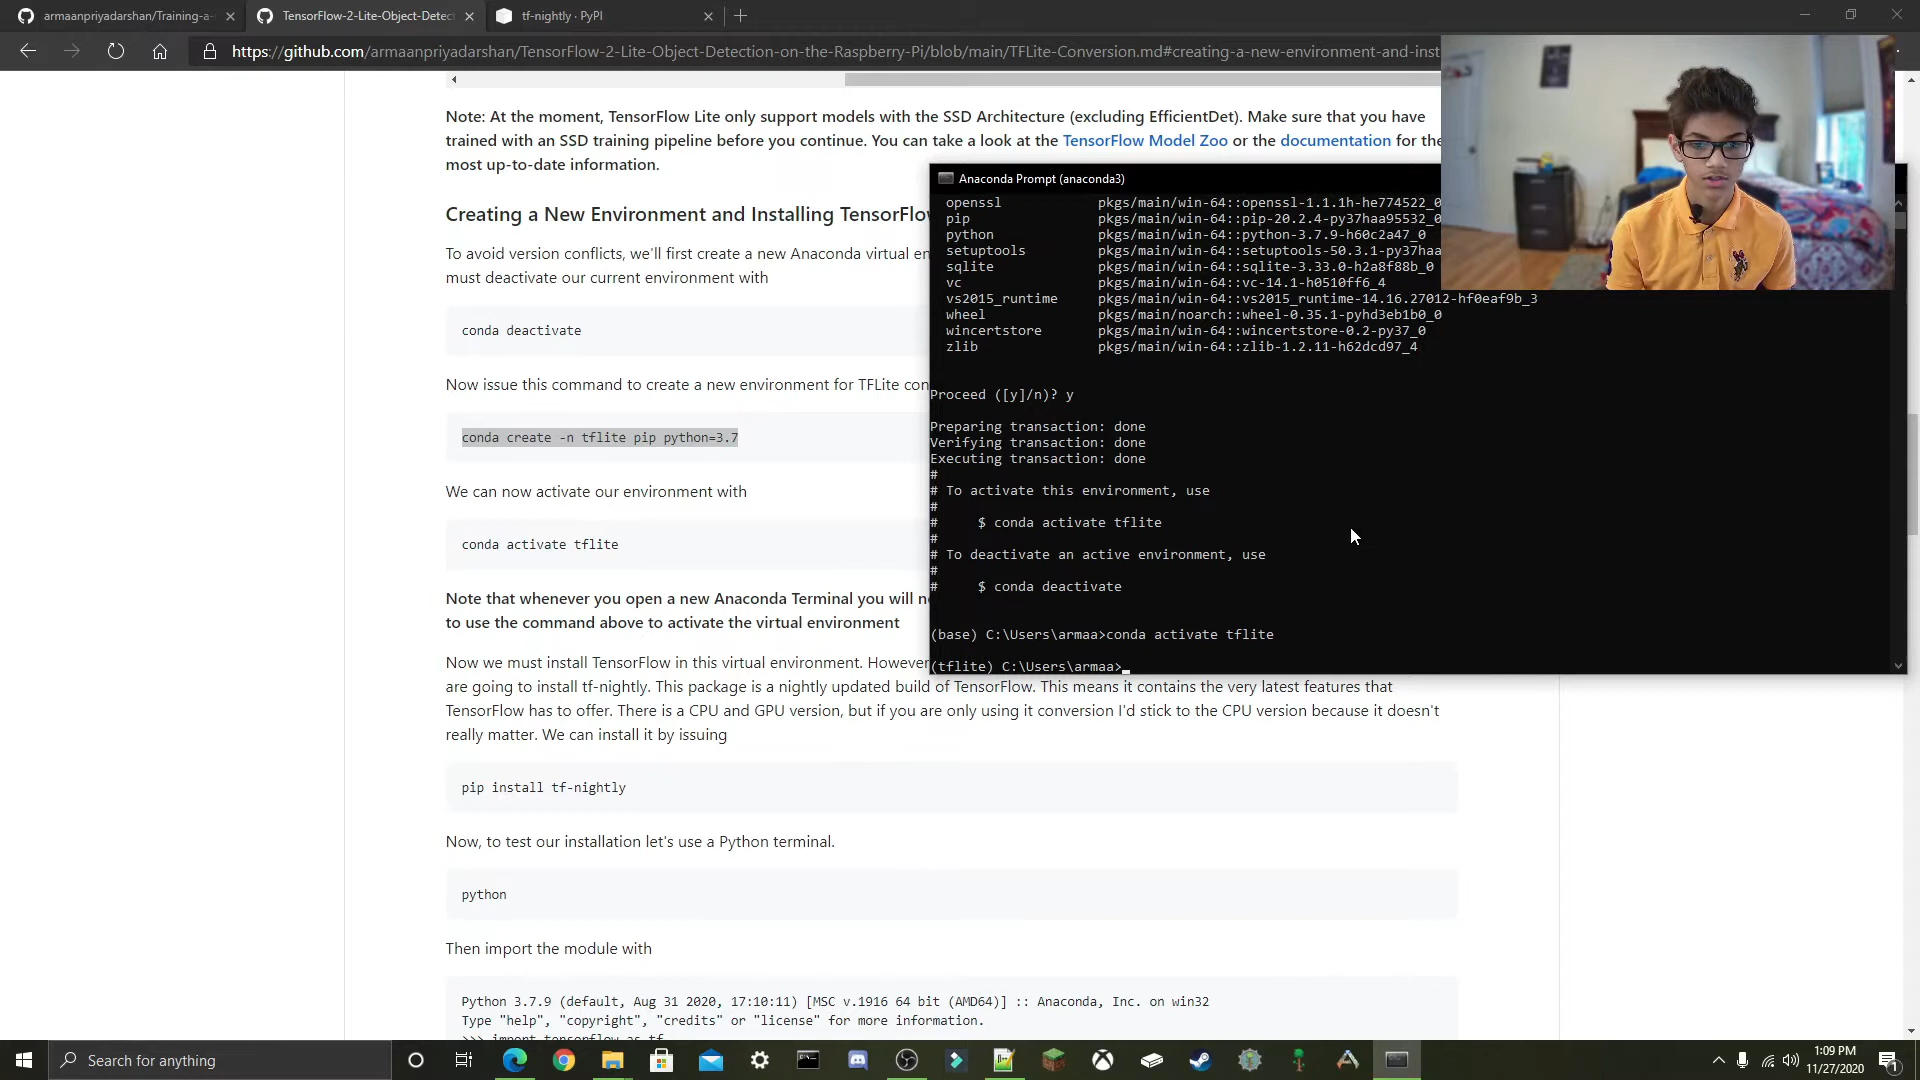 armaanpriyadarshan/Training-a-
TensorFlow-2-Lite-Object-Detect
tf-nightly · PyPI
https://github.com/armaanpriyadarshan/TensorFlow-2-Lite-Object-Detection-on-the-Raspberry-Pi/blob/main/TFLite-Conversion.md#creating-a-new-environment-and-inst
Note: At the moment, TensorFlow Lite only support models with the SSD Architecture (excluding EfficientDet). Make sure that you have
trained with an SSD training pipeline before you continue. You can take a look at the TensorFlow Model Zoo or the documentation for the
most up-to-date information.
Creating a New Environment and Installing TensorFlow
To avoid version conflicts, we'll first create a new Anaconda virtual en
must deactivate our current environment with
conda deactivate
Now issue this command to create a new environment for TFLite con
conda create -n tflite pip python=3.7
We can now activate our environment with
conda activate tflite
Note that whenever you open a new Anaconda Terminal you will n
to use the command above to activate the virtual environment
Now we must install TensorFlow in this virtual environment. However
are going to install tf-nightly. This package is a nightly updated build of TensorFlow. This means it contains the very latest features that
TensorFlow has to offer. There is a CPU and GPU version, but if you are only using it conversion I'd stick to the CPU version because it doesn't
really matter. We can install it by issuing
pip install tf-nightly
Now, to test our installation let's use a Python terminal.
python
Then import the module with
Python 3.7.9 (default, Aug 31 2020, 17:10:11) [MSC v.1916 64 bit (AMD64)] :: Anaconda, Inc. on win32
Type "help", "copyright", "credits" or "license" for more information.
>>> import tensorflow as tf
Anaconda Prompt (anaconda3)
openssl pkgs/main/win-64::openssl-1.1.1h-he774522_0
pip pkgs/main/win-64::pip-20.2.4-py37haa95532_0
python pkgs/main/win-64::python-3.7.9-h60c2a47_0
setuptools pkgs/main/win-64::setuptools-50.3.1-py37haa
sqlite pkgs/main/win-64::sqlite-3.33.0-h2a8f88b_0
vc pkgs/main/win-64::vc-14.1-h0510ff6_4
vs2015_runtime pkgs/main/win-64::vs2015_runtime-14.16.27012-hf0eaf9b_3
wheel pkgs/main/noarch::wheel-0.35.1-pyhd3eb1b0_0
wincertstore pkgs/main/win-64::wincertstore-0.2-py37_0
zlib pkgs/main/win-64::zlib-1.2.11-h62dcd97_4
Proceed ([y]/n)? y
Preparing transaction: done
Verifying transaction: done
Executing transaction: done
#
# To activate this environment, use
#
# $ conda activate tflite
#
# To deactivate an active environment, use
#
# $ conda deactivate
(base) C:\Users\armaa>conda activate tflite
(tflite) C:\Users\armaa>_
Search for anything
1:09 PM
11/27/2020
1